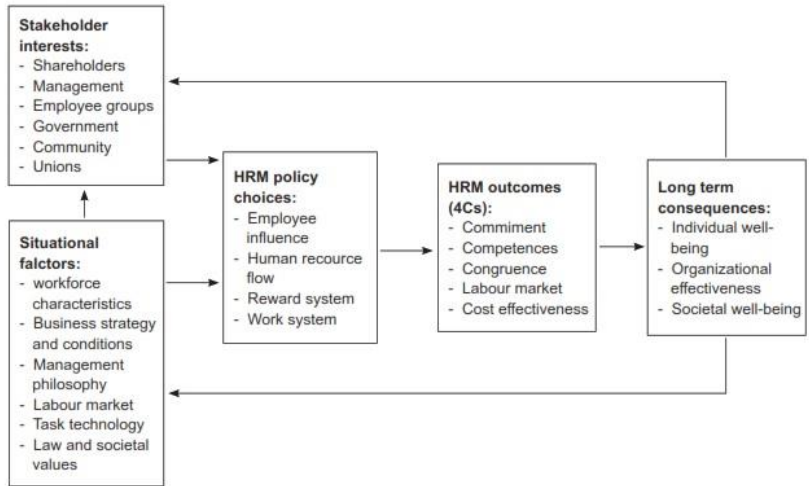 Stakeholder
interests:
- Shareholders
- Management
- Employee groups
- Government
- Community
- Unions
Situational
falctors:
- workforce
characteristics
- Business strategy
and conditions
- Management
philosophy
- Labour market
- Task technology
- Law and societal
values
HRM policy
choices:
- Employee
influence
- Human recource
flow
- Reward system
- Work system
HRM outcomes
(4Cs):
- Commiment
- Competences
- Congruence
- Labour market
- Cost effectiveness
Long term
consequences:
- Individual well-
being
- Organizational
effectiveness
- Societal well-being